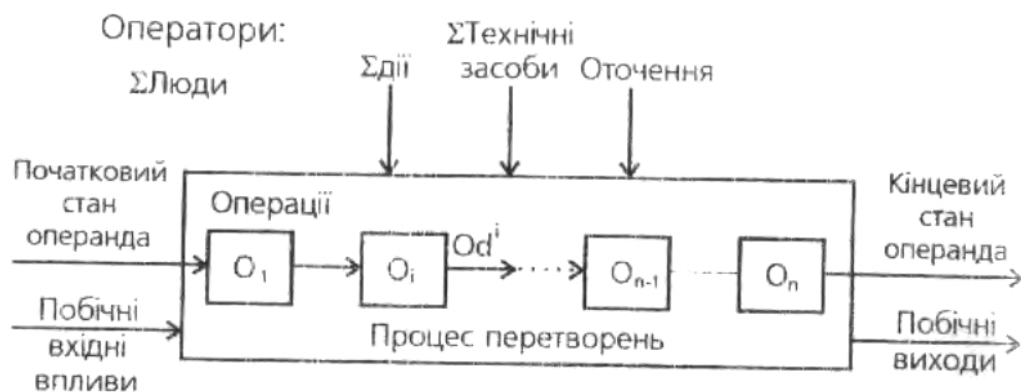 Оператори:
ΣЛюди
Σдії
ΣТехнічні
засоби
Оточення
Початковий
стан
операнда
Побічні
вхідні
впливи
Операції
O₁
Oᵢ
Odⁱ
Oₙ₋₁
Oₙ
Процес перетворень
Кінцевий
стан
операнда
Побічні
виходи